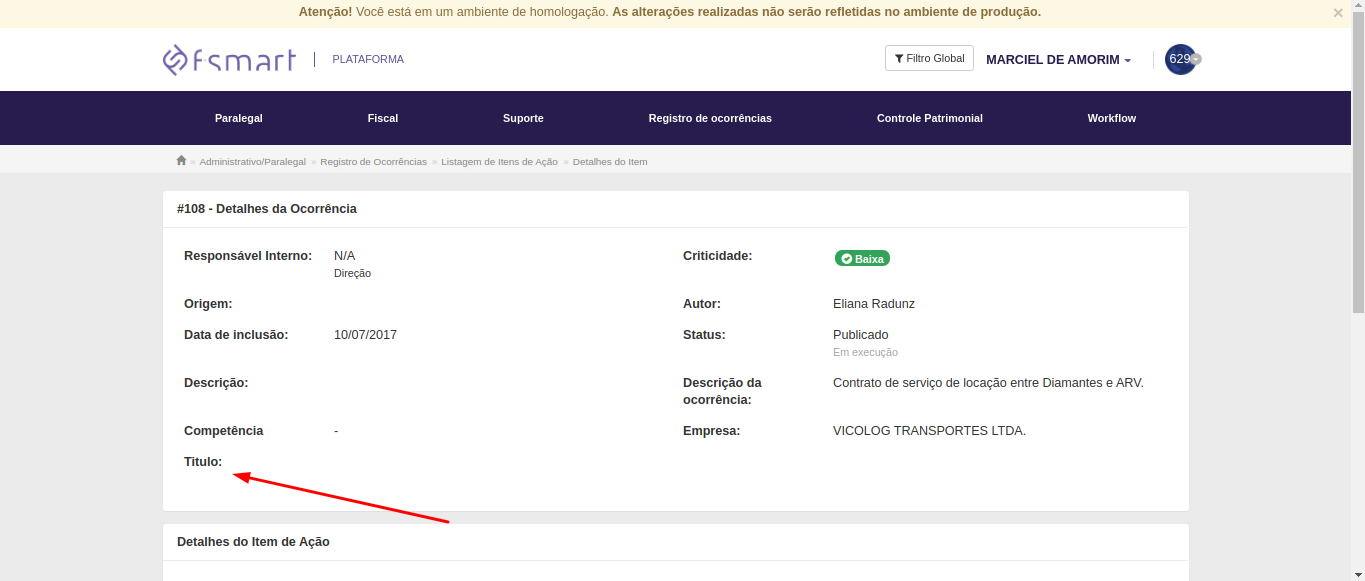 Atenção! Você está em um ambiente de homologação. As alterações realizadas não serão refletidas no ambiente de produção. ×
fsmart | PLATAFORMA Filtro Global MARCIEL DE AMORIM 629
Paralegal Fiscal Suporte Registro de ocorrências Controle Patrimonial Workflow
» Administrativo/Paralegal » Registro de Ocorrências » Listagem de Itens de Ação » Detalhes do Item
#108 - Detalhes da Ocorrência
Responsável Interno: N/A Criticidade: Baixa
Direção
Origem: Autor: Eliana Radunz
Data de inclusão: 10/07/2017 Status: Publicado
Em execução
Descrição: Descrição da ocorrência: Contrato de serviço de locação entre Diamantes e ARV.
Competência - Empresa: VICOLOG TRANSPORTES LTDA.
Titulo:
Detalhes do Item de Ação